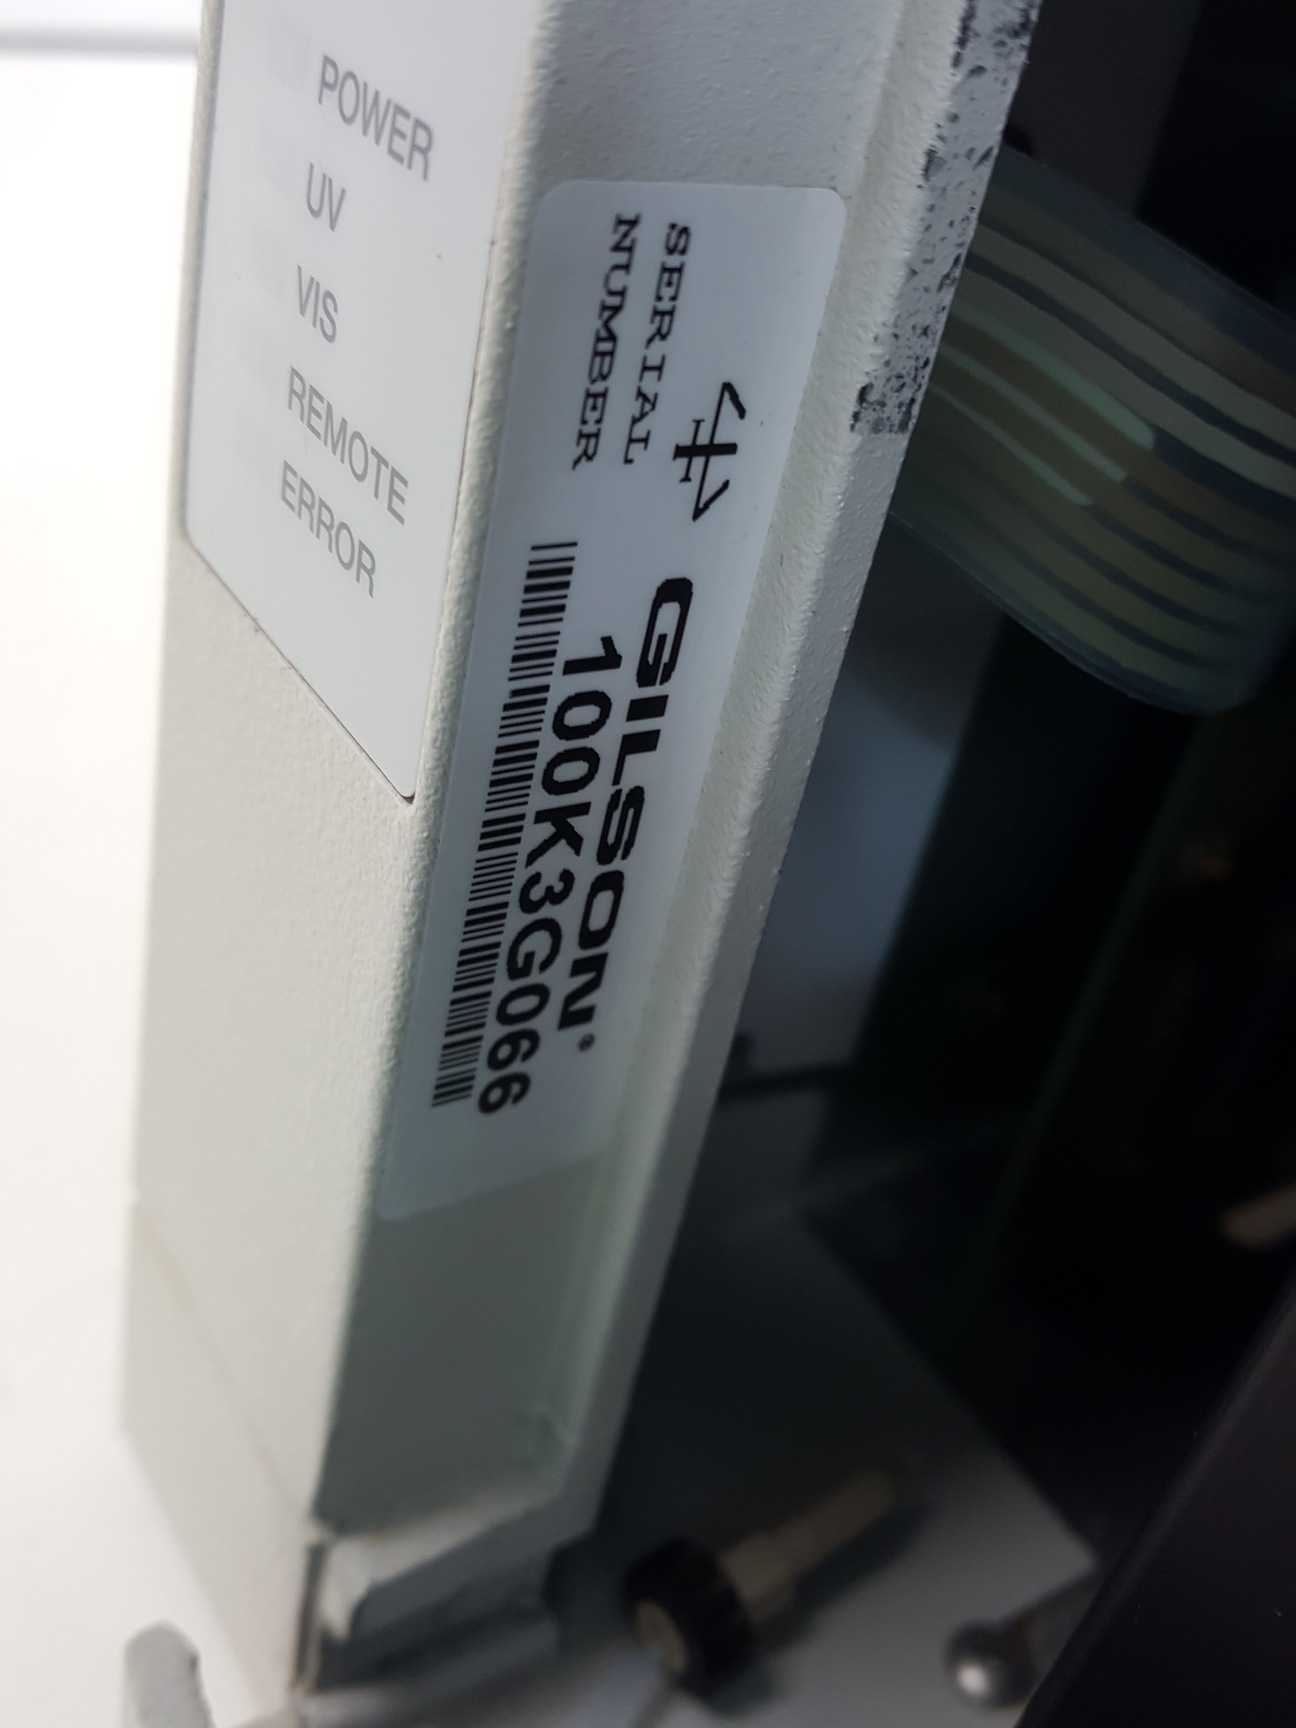 POWER
UV
VIS
REMOTE
ERROR
SERIAL
NUMBER
GILSON®
100K3G066